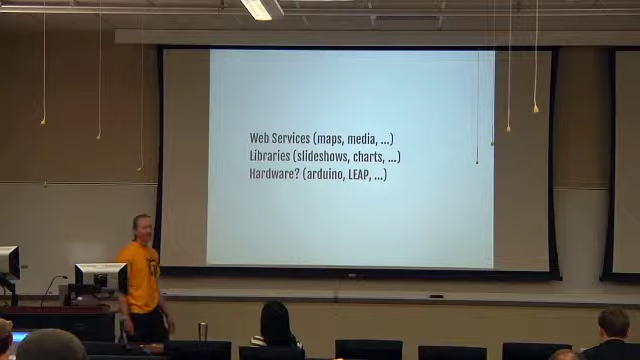 Web Services (maps, media, ...)
Libraries (slideshows, charts, ...)
Hardware? (arduino, LEAP, ...)